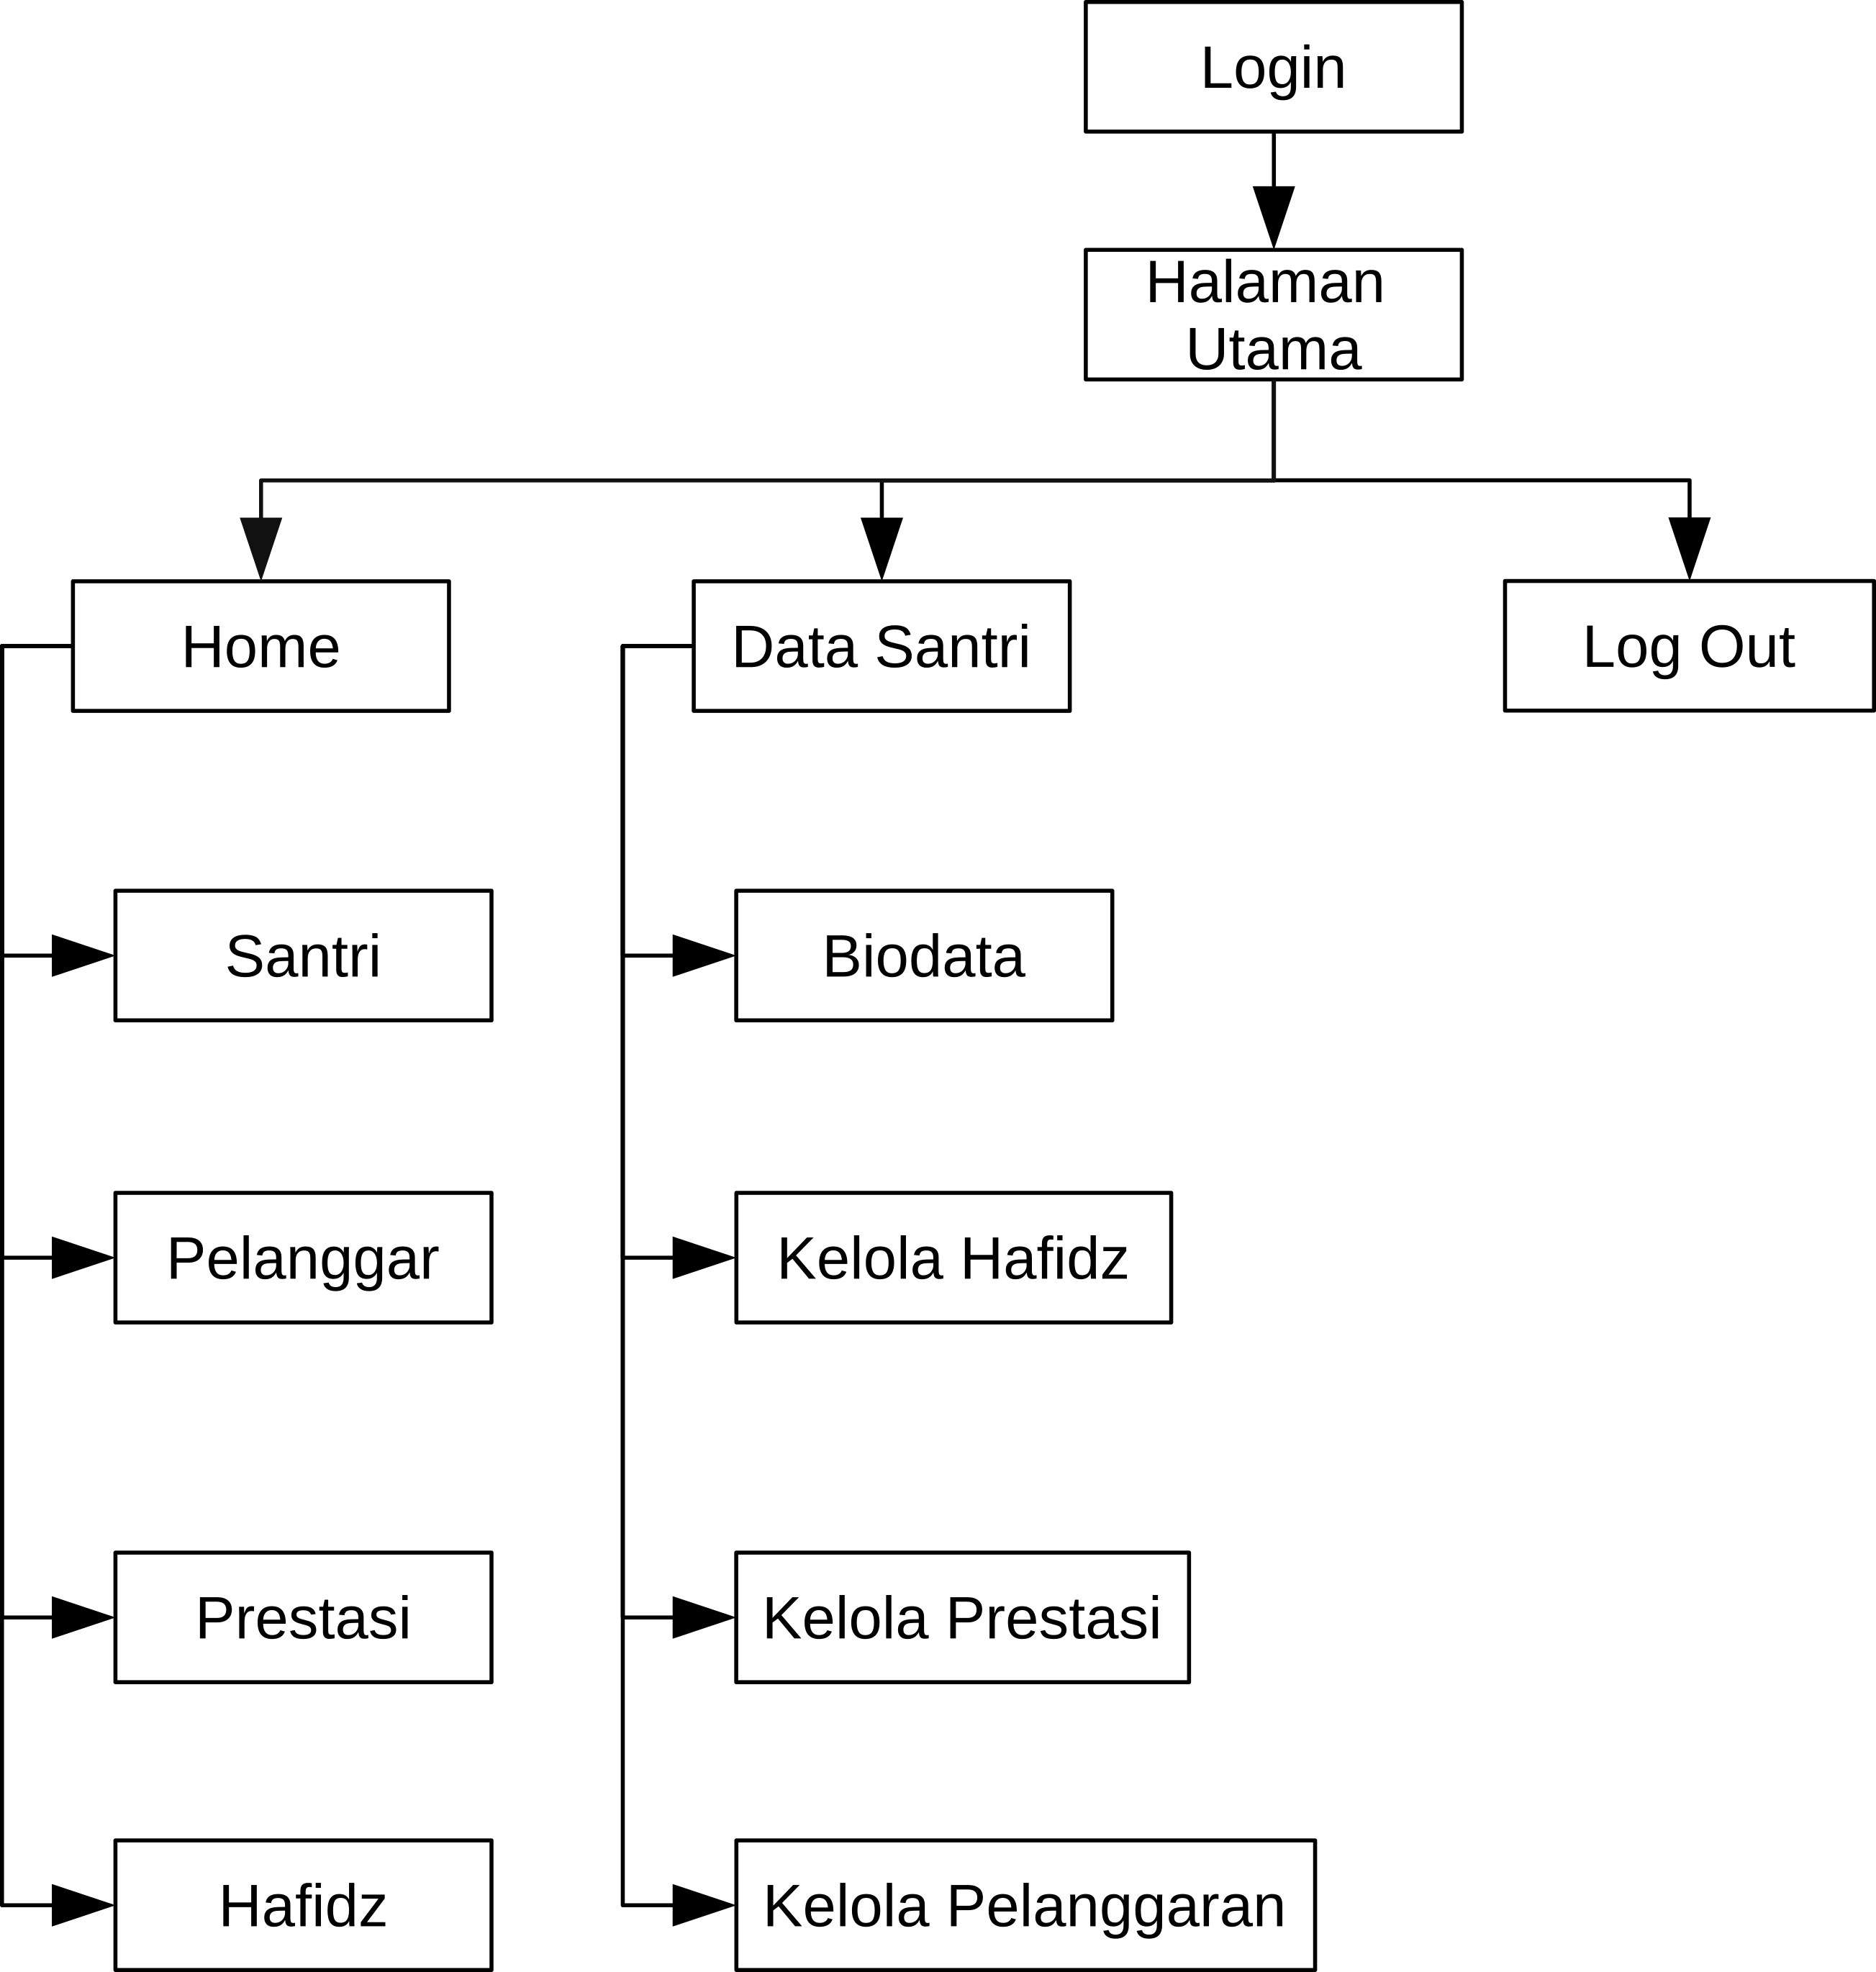 Login
Halaman
Utama
Home
Data Santri
Log Out
Santri
Biodata
Pelanggar
Kelola Hafidz
Prestasi
Kelola Prestasi
Hafidz
Kelola Pelanggaran